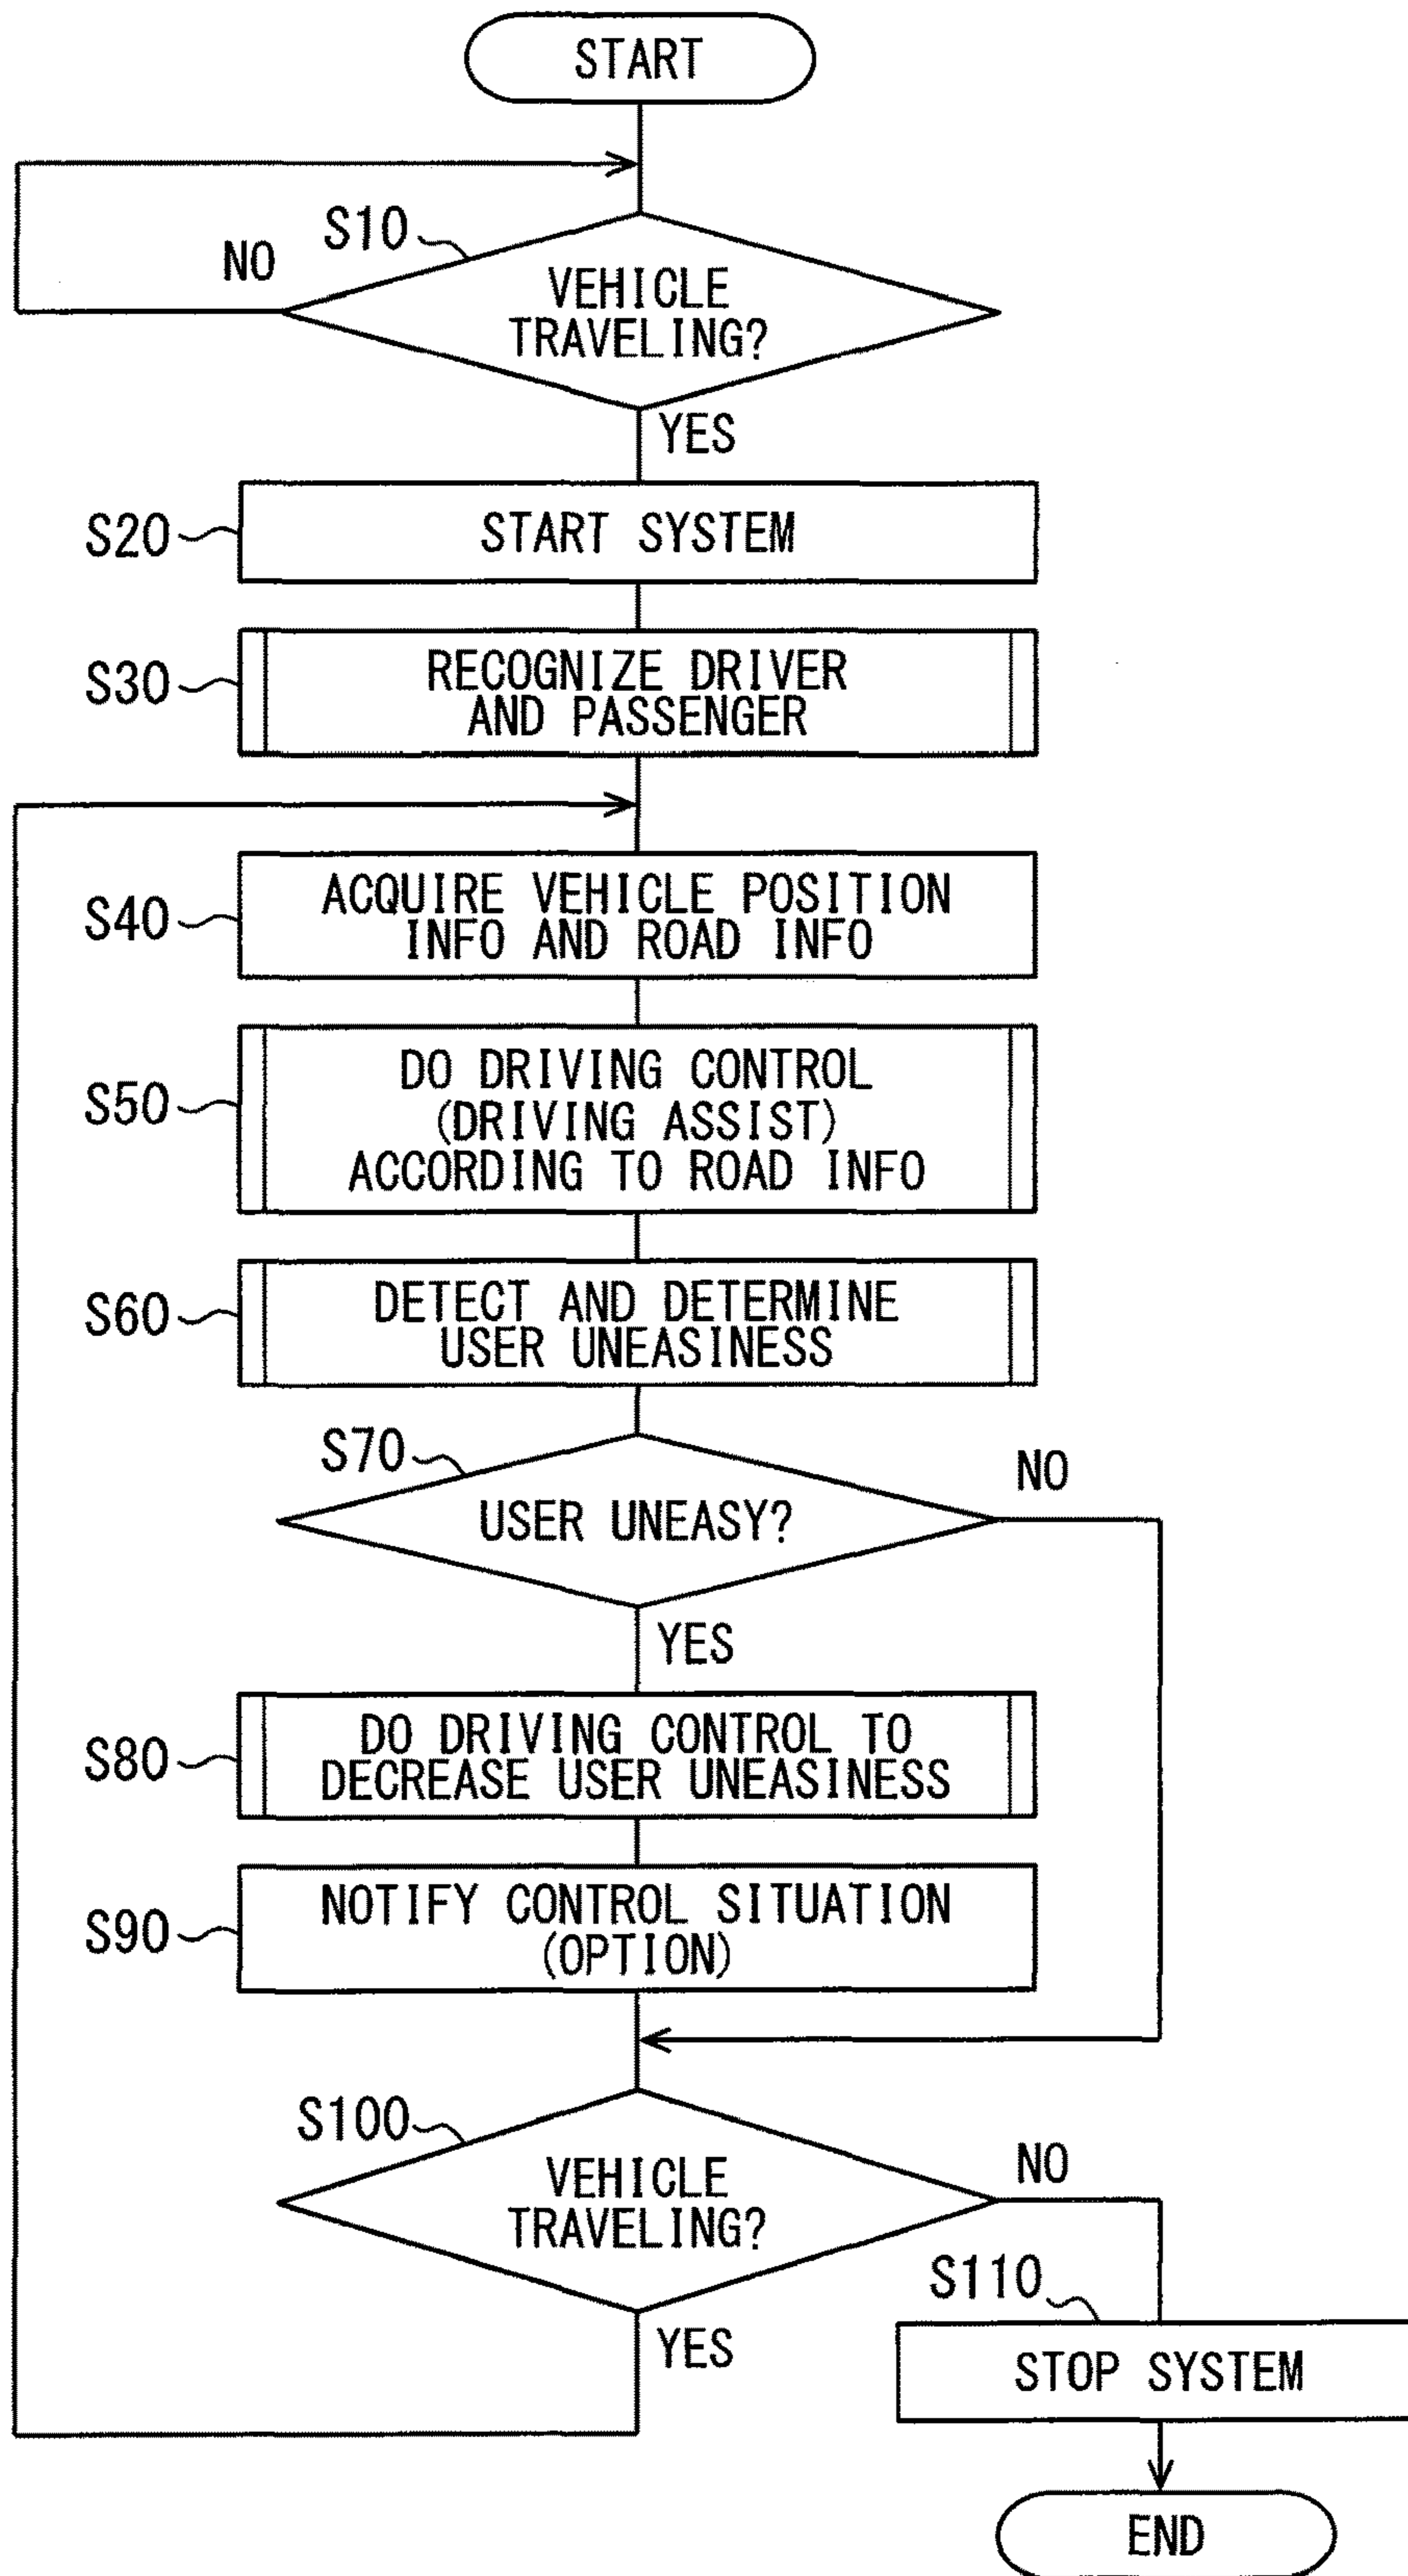 START
S10
NO
VEHICLE
TRAVELING?
YES
S20
START SYSTEM
S30
RECOGNIZE DRIVER
AND PASSENGER
S40
ACQUIRE VEHICLE POSITION
INFO AND ROAD INFO
S50
DO DRIVING CONTROL
(DRIVING ASSIST)
ACCORDING TO ROAD INFO
S60
DETECT AND DETERMINE
USER UNEASINESS
S70
NO
USER UNEASY?
YES
S80
DO DRIVING CONTROL TO
DECREASE USER UNEASINESS
S90
NOTIFY CONTROL SITUATION
(OPTION)
S100
NO
VEHICLE
TRAVELING?
YES
S110
STOP SYSTEM
END